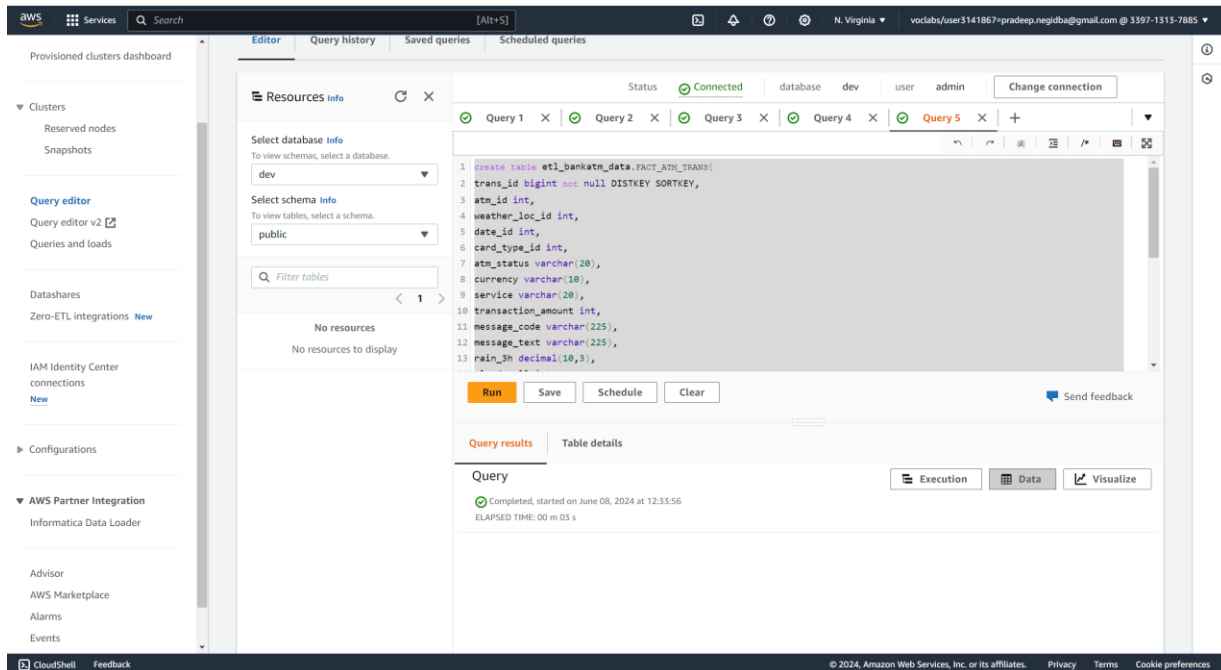 aws Services Search [Alt+S] N. Virginia ▼ voclabs/user3141867=pradeep.negidba@gmail.com @ 3397-1313-7885 ▼
Provisioned clusters dashboard
Clusters
Reserved nodes
Snapshots
Query editor
Query editor v2
Queries and loads
Datashares
Zero-ETL integrations New
IAM Identity Center
connections
New
Configurations
AWS Partner Integration
Informatica Data Loader
Advisor
AWS Marketplace
Alarms
Events
Editor Query history Saved queries Scheduled queries
Resources Info
Select database Info
To view schemas, select a database.
dev
Select schema Info
To view tables, select a schema.
public
Filter tables
1
No resources
No resources to display
Status Connected database dev user admin Change connection
Query 1 Query 2 Query 3 Query 4 Query 5
1 create table etl_bankatm_data.FACT_ATM_TRANS(
2 trans_id bigint not null DISTKEY SORTKEY,
3 atm_id int,
4 weather_loc_id int,
5 date_id int,
6 card_type_id int,
7 atm_status varchar(20),
8 currency varchar(10),
9 service varchar(20),
10 transaction_amount int,
11 message_code varchar(225),
12 message_text varchar(225),
13 rain_3h decimal(10,3),
Run Save Schedule Clear Send feedback
Query results Table details
Query Execution Data Visualize
Completed, started on June 08, 2024 at 12:33:56
ELAPSED TIME: 00 m 03 s
CloudShell Feedback © 2024, Amazon Web Services, Inc. or its affiliates. Privacy Terms Cookie preferences